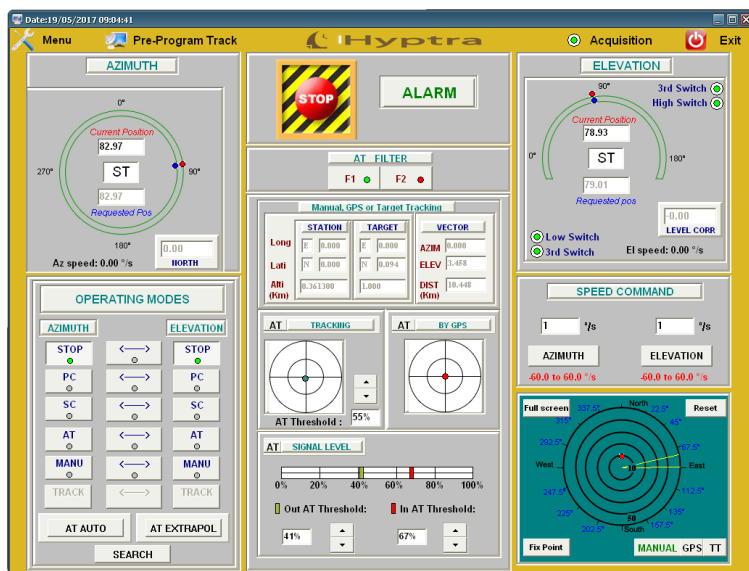 Date:19/05/2017 09:04:41
Menu
Pre-Program Track
Hyptra
Acquisition
Exit
AZIMUTH
0°
Current Position
82.97
270°
ST
90°
82.97
Requested Pos
180°
Az speed: 0.00 °/s
0.00
NORTH
STOP
ALARM
AT FILTER
F1
F2
ELEVATION
90°
3rd Switch
High Switch
Current Position
78.93
0°
ST
180°
79.01
Requested pos
-0.00
LEVEL CORR
Low Switch
3rd Switch
El speed: 0.00 °/s
Manual, GPS or Target Tracking
STATION TARGET VECTOR
Long E 0.000 E 0.000 AZIM 0.000
Lati N 0.000 N 0.094 ELEV 3.458
Alti (Km) 0.361300 1.000 DIST (Km) 10.448
OPERATING MODES
AZIMUTH ELEVATION
STOP <---> STOP
PC <---> PC
SC <---> SC
AT <---> AT
MANU <---> MANU
TRACK <---> TRACK
AT AUTO AT EXTRAPOL
SEARCH
AT TRACKING
AT BY GPS
AT Threshold : 55%
AT SIGNAL LEVEL
0% 20% 40% 60% 80% 100%
Out AT Threshold: In AT Threshold:
41% 67%
SPEED COMMAND
1 °/s 1 °/s
AZIMUTH ELEVATION
-60.0 to 60.0 °/s -60.0 to 60.0 °/s
Full screen
Reset
North
337.5° 22.5°
315° 45°
292.5° 67.5°
West 10 East
247.5° 112.5°
225° 135°
50
202.5° South 157.5°
Fix Point
MANUAL GPS TT